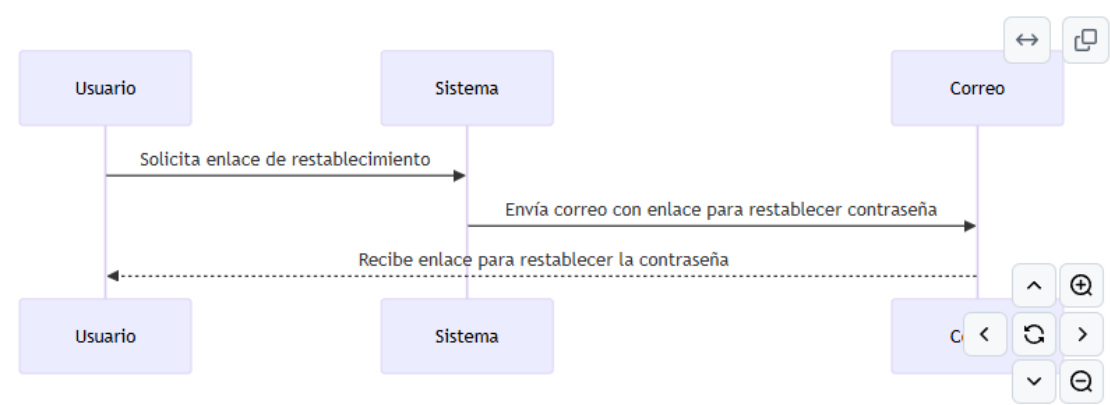 Usuario
Sistema
Correo
Solicita enlace de restablecimiento
Envía correo con enlace para restablecer contraseña
Recibe enlace para restablecer la contraseña
Usuario
Sistema